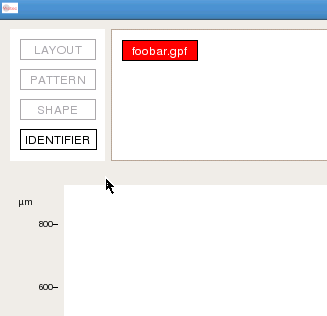 LAYOUT
PATTERN
SHAPE
IDENTIFIER
foobar.gpf
μm
800
600